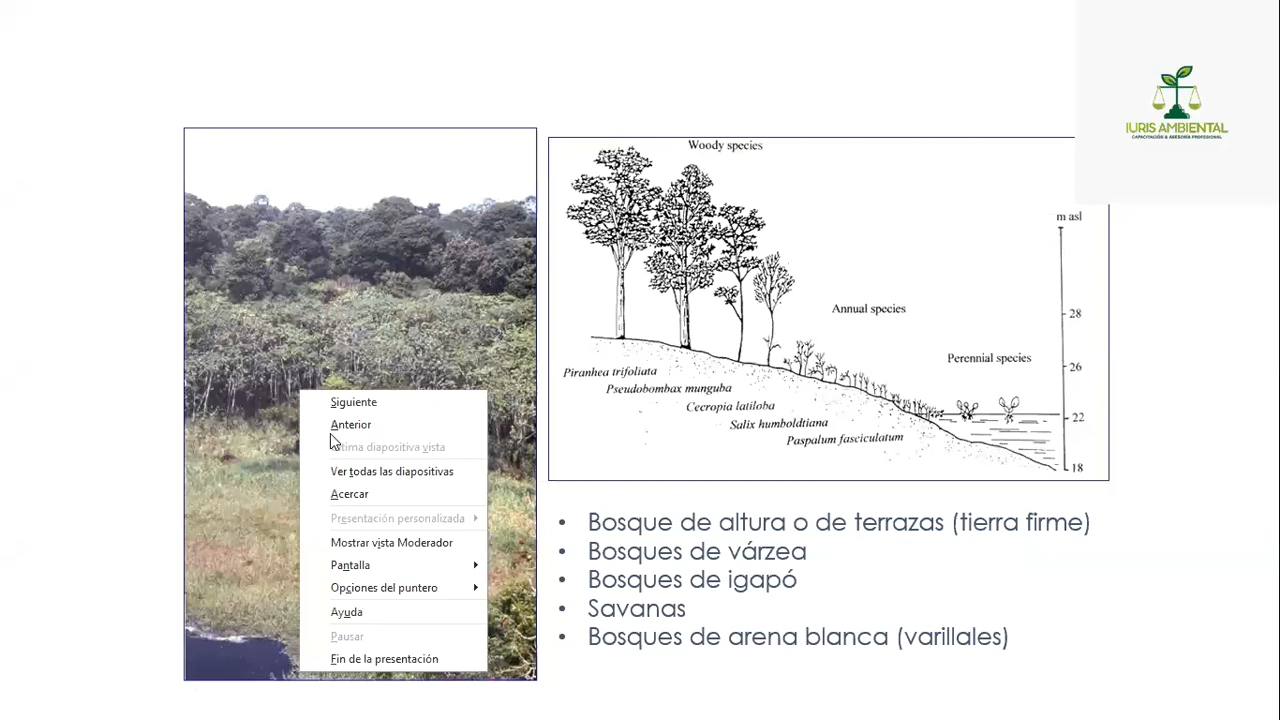 IURIS AMBIENTAL
CAPACITACIÓN & ASESORÍA PROFESIONAL
Woody species
m asl
Annual species
28
Perennial species
26
Piranhea trifoliata
Pseudobombax munguba
Cecropia latiloba
22
Salix humboldtiana
Paspalum fasciculatum
18
Siguiente
Anterior
ltima diapositiva vista
Ver todas las diapositivas
Acercar
Presentación personalizada
Mostrar vista Moderador
Pantalla
Opciones del puntero
Ayuda
Pausar
Fin de la presentación
• Bosque de altura o de terrazas (tierra firme)
• Bosques de várzea
• Bosques de igapó
• Savanas
• Bosques de arena blanca (varillales)